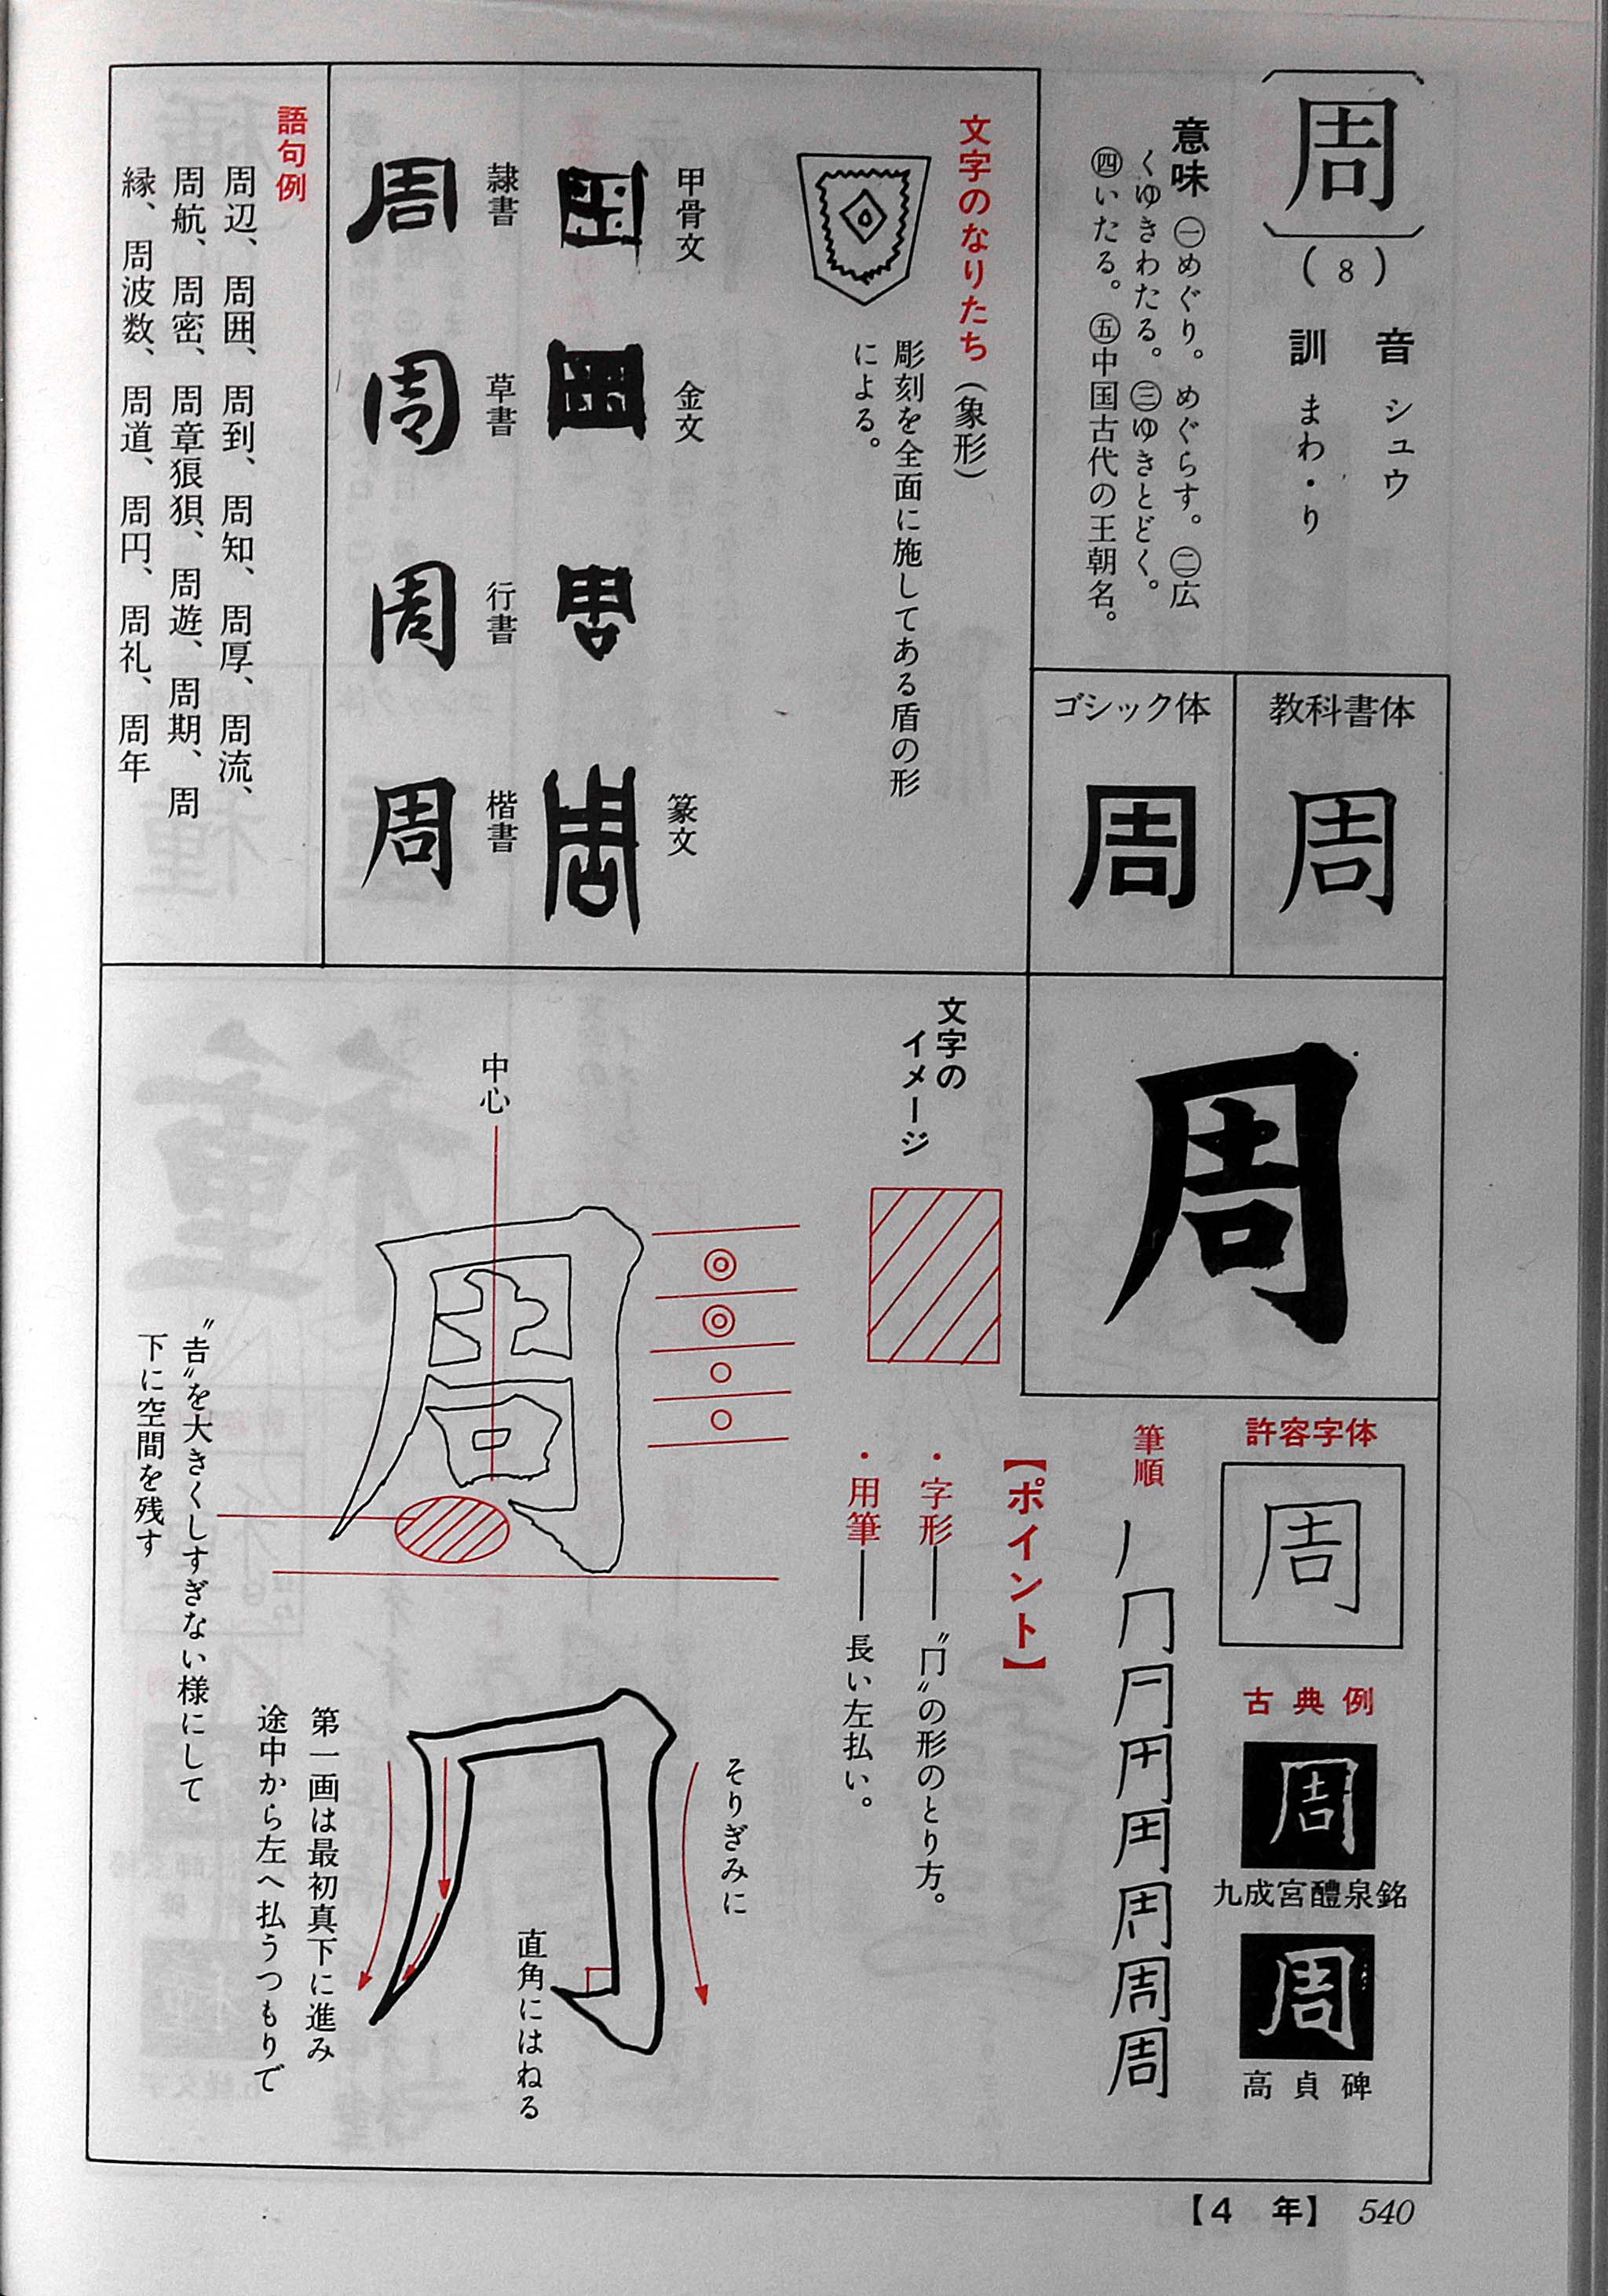 周
(8)
音 シュウ
訓 まわ・り
意味 ㊀めぐり。めぐらす。㊁広
くゆきわたる。㊂ゆきとどく。
㊃いたる。㊄中国古代の王朝名。
教科書体
周
ゴシック体
周
文字のなりたち(象形)
彫刻を全面に施してある盾の形
による。
甲骨文
金文
篆文
隷書
周
草書
周
行書
周
楷書
周
語句例
周辺、周囲、周到、周知、周厚、周流、
周航、周密、周章狼狽、周遊、周期、周
縁、周波数、周道、周円、周礼、周年
周
許容字体
周
古典例
周
九成宮醴泉銘
周
高貞碑
筆順
周
【ポイント】
・字形――〝冂〟の形のとり方。
・用筆――長い左払い。
文字の
イメージ
中心
周
◎
◎
○
○
〝𠮷〟を大きくしすぎない様にして
下に空間を残す
そりぎみに
直角にはねる
第一画は最初真下に進み
途中から左へ払うつもりで
【4 年】 540